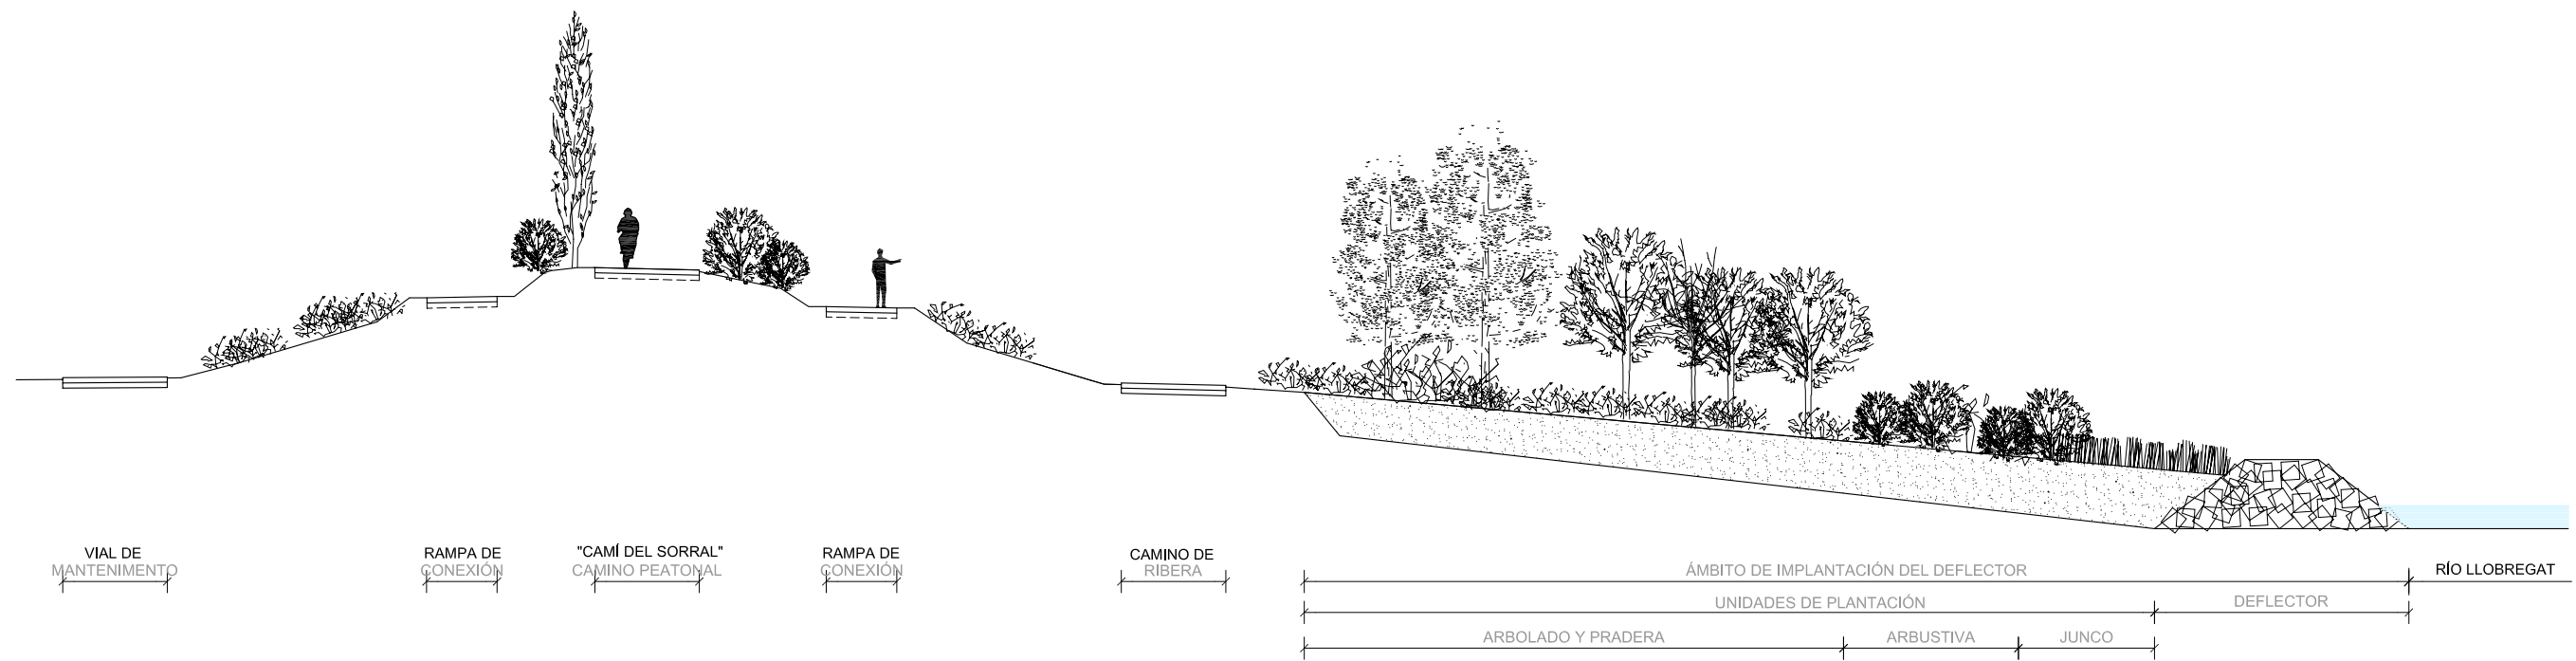 VIAL DE
MANTENIMIENTO
RAMPA DE
CONEXIÓN
"CAMÍ DEL SORRAL"
CAMINO PEATONAL
RAMPA DE
CONEXIÓN
CAMINO DE
RIBERA
ÁMBITO DE IMPLANTACIÓN DEL DEFLECTOR
RÍO LLOBREGAT
UNIDADES DE PLANTACIÓN
DEFLECTOR
ARBOLADO Y PRADERA
ARBUSTIVA
JUNCO